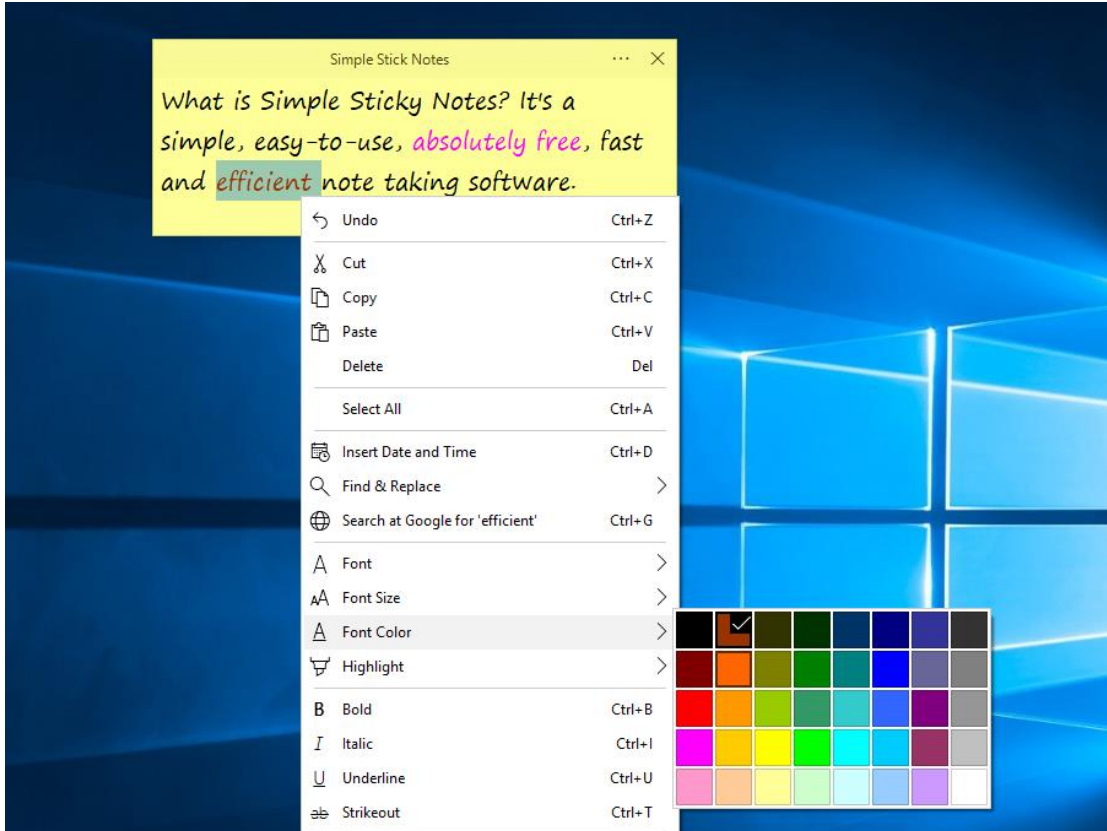 Simple Stick Notes
What is Simple Sticky Notes? It's a
simple, easy-to-use, absolutely free, fast
and efficient note taking software.
Undo Ctrl+Z
Cut Ctrl+X
Copy Ctrl+C
Paste Ctrl+V
Delete Del
Select All Ctrl+A
Insert Date and Time Ctrl+D
Find & Replace
Search at Google for 'efficient' Ctrl+G
Font
Font Size
Font Color
Highlight
B Bold Ctrl+B
I Italic Ctrl+I
U Underline Ctrl+U
ab Strikeout Ctrl+T